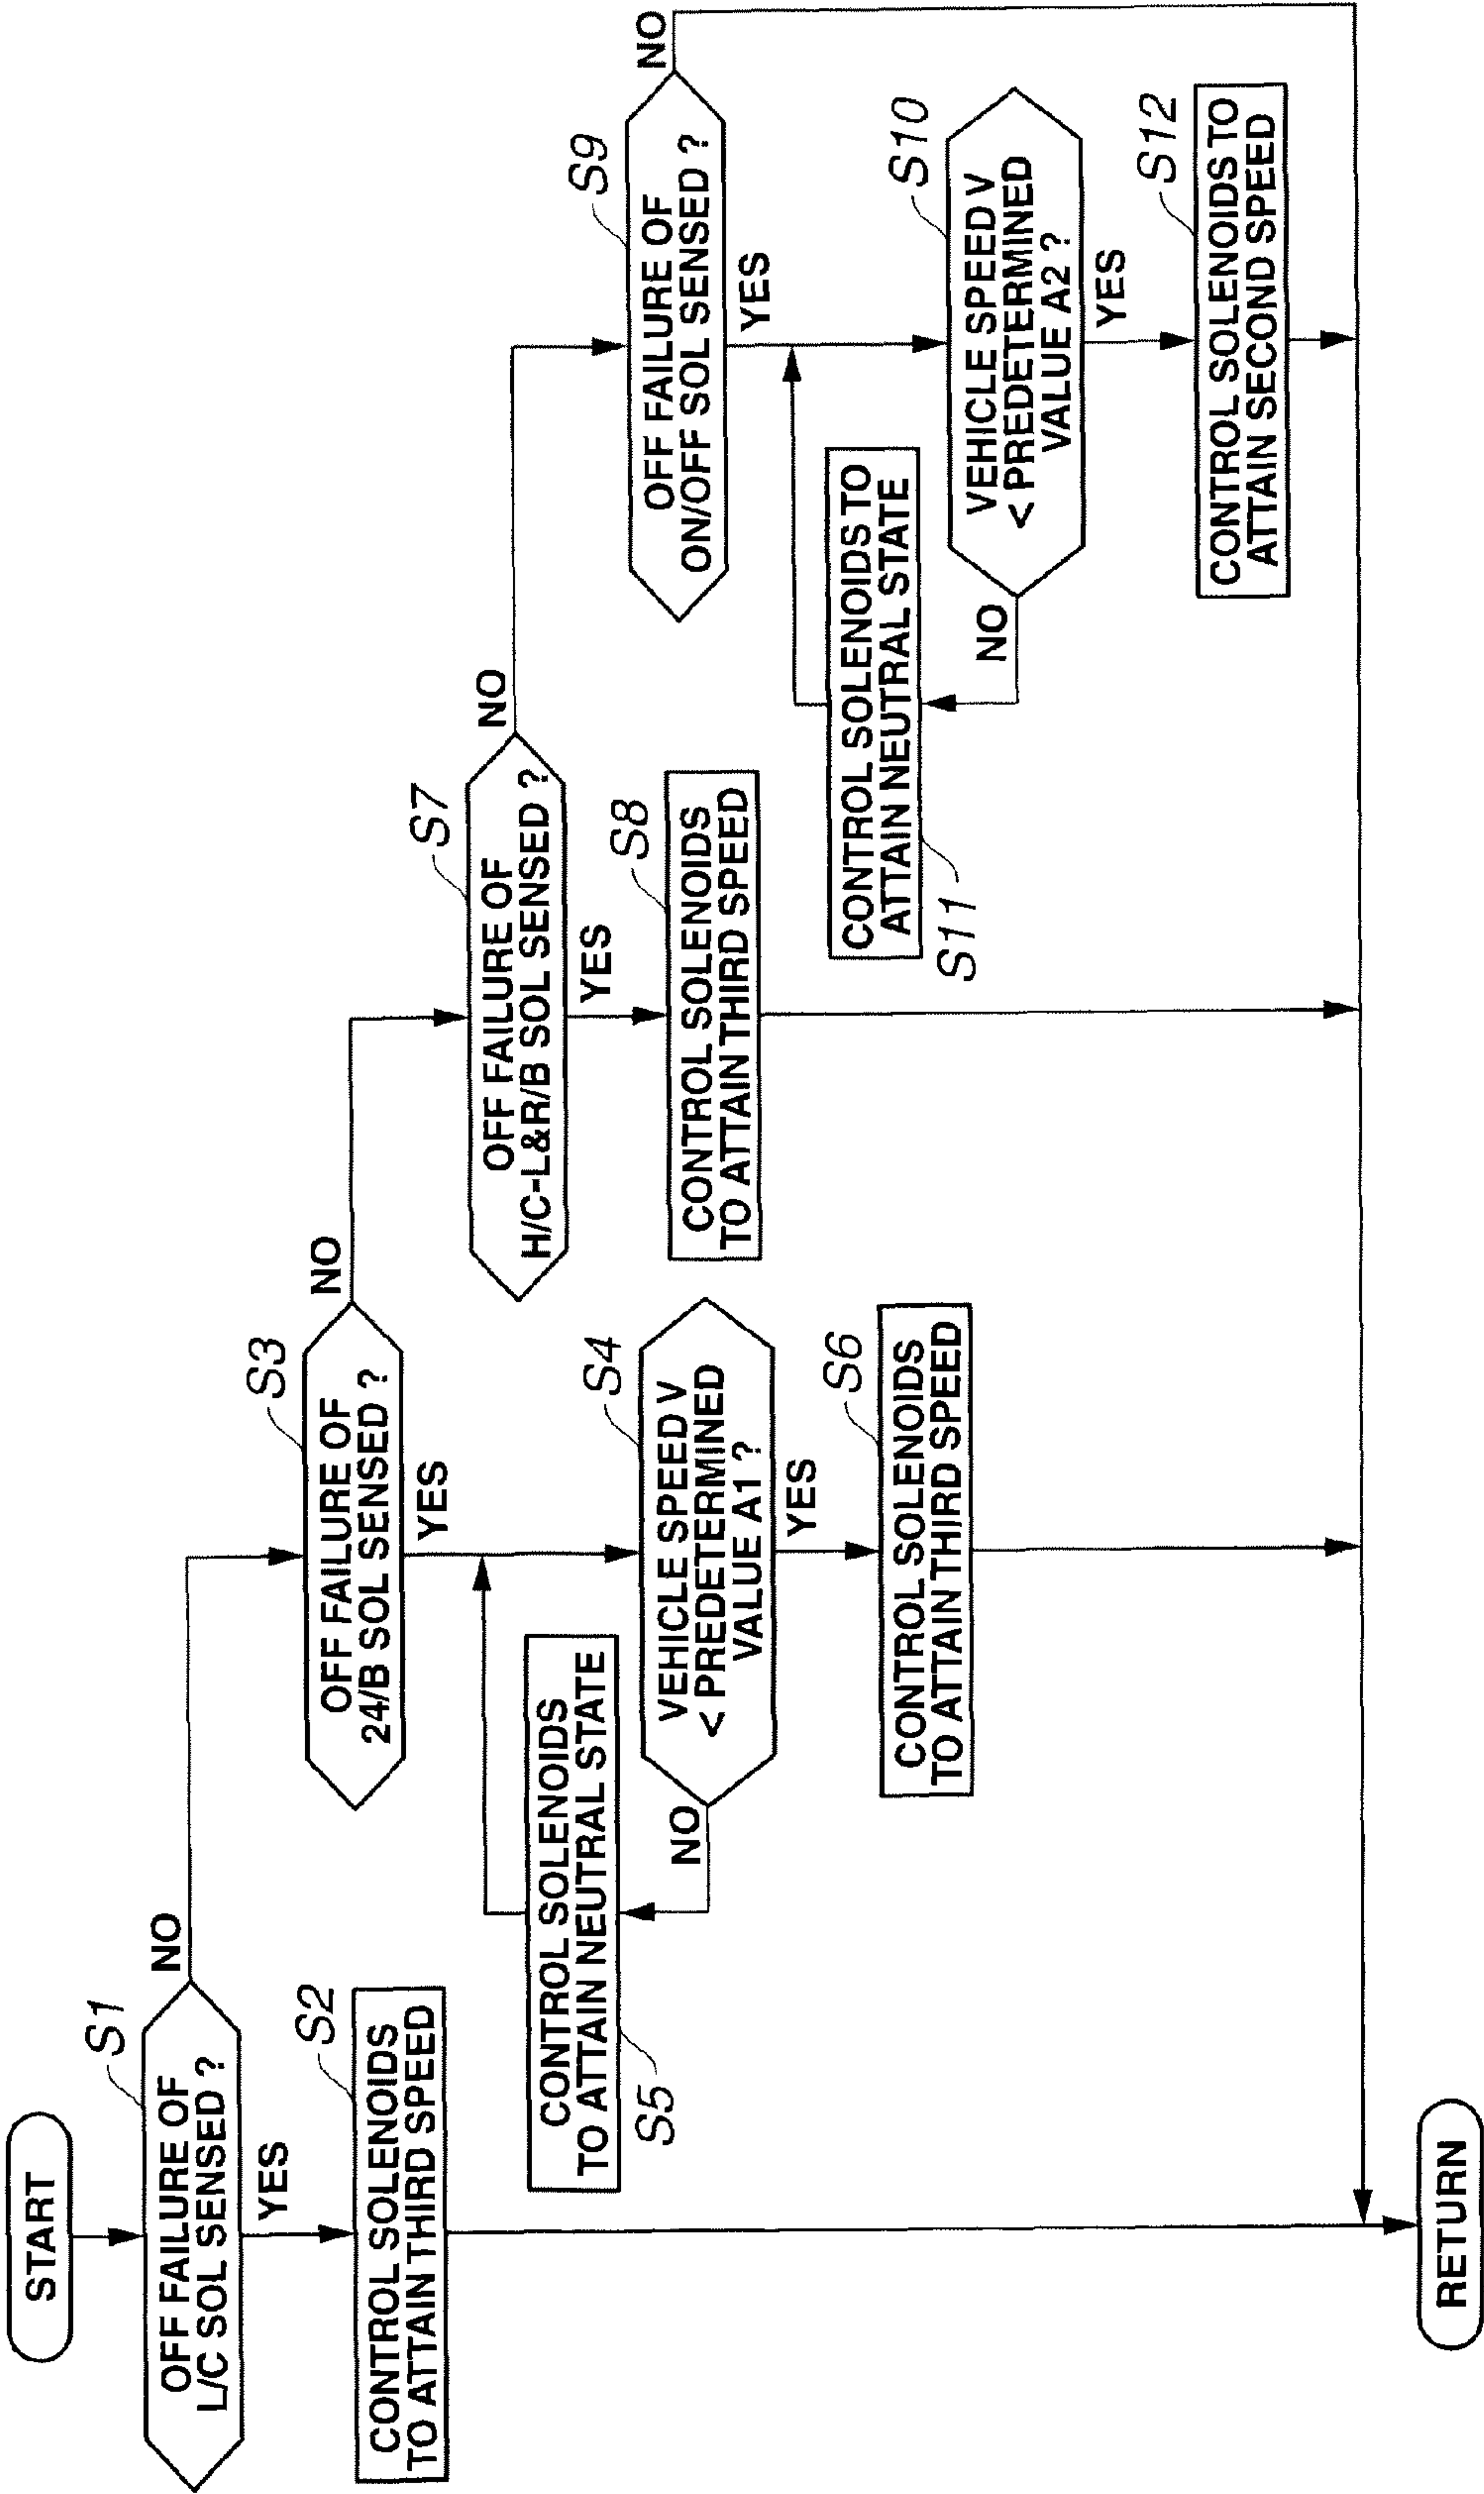 START
S1
OFF FAILURE OF
L/C SOL SENSED ?
NO
YES
S2
CONTROL SOLENOIDS
TO ATTAIN THIRD SPEED
S3
OFF FAILURE OF
24/B SOL SENSED ?
NO
YES
CONTROL SOLENOIDS
TO ATTAIN NEUTRAL STATE
S5
S4
VEHICLE SPEED V
< PREDETERMINED
VALUE A1 ?
NO
YES
S6
CONTROL SOLENOIDS
TO ATTAIN THIRD SPEED
S7
OFF FAILURE OF
H/C-L&R/B SOL SENSED ?
NO
YES
S8
CONTROL SOLENOIDS
TO ATTAIN THIRD SPEED
S9
OFF FAILURE OF
ON/OFF SOL SENSED ?
NO
YES
CONTROL SOLENOIDS TO
ATTAIN NEUTRAL STATE
S11
S10
VEHICLE SPEED V
< PREDETERMINED
VALUE A2 ?
NO
YES
S12
CONTROL SOLENOIDS TO
ATTAIN SECOND SPEED
RETURN